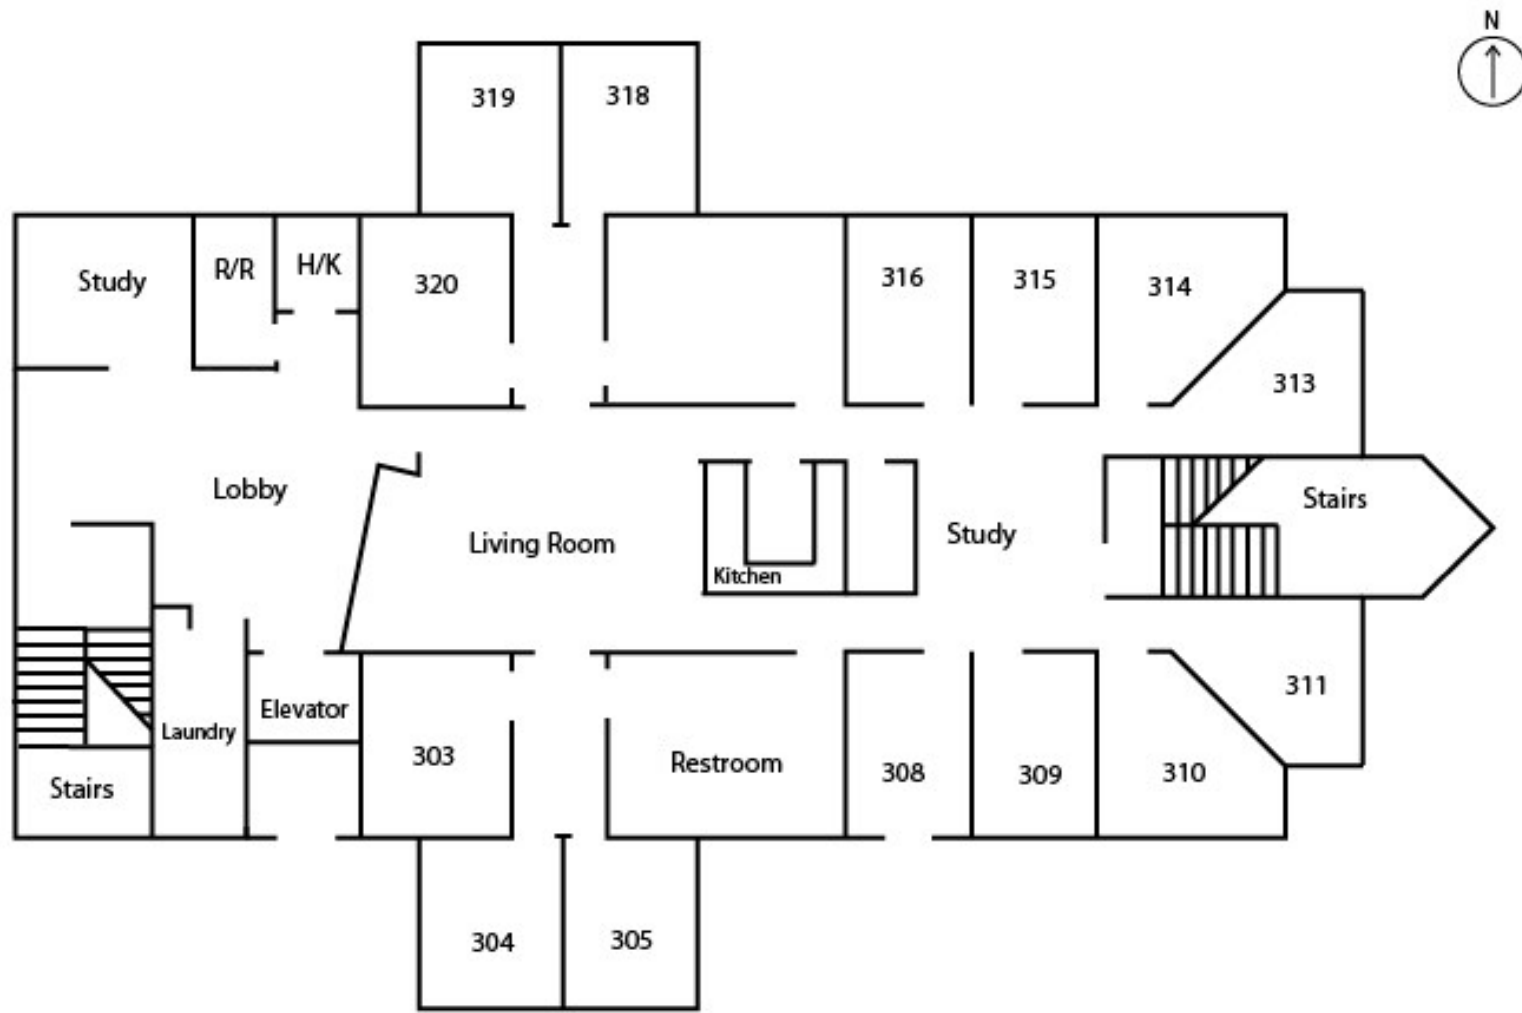 N
319
318
Study
R/R
H/K
320
316
315
314
313
Lobby
Living Room
Kitchen
Study
Stairs
Stairs
Laundry
Elevator
303
Restroom
308
309
310
311
304
305